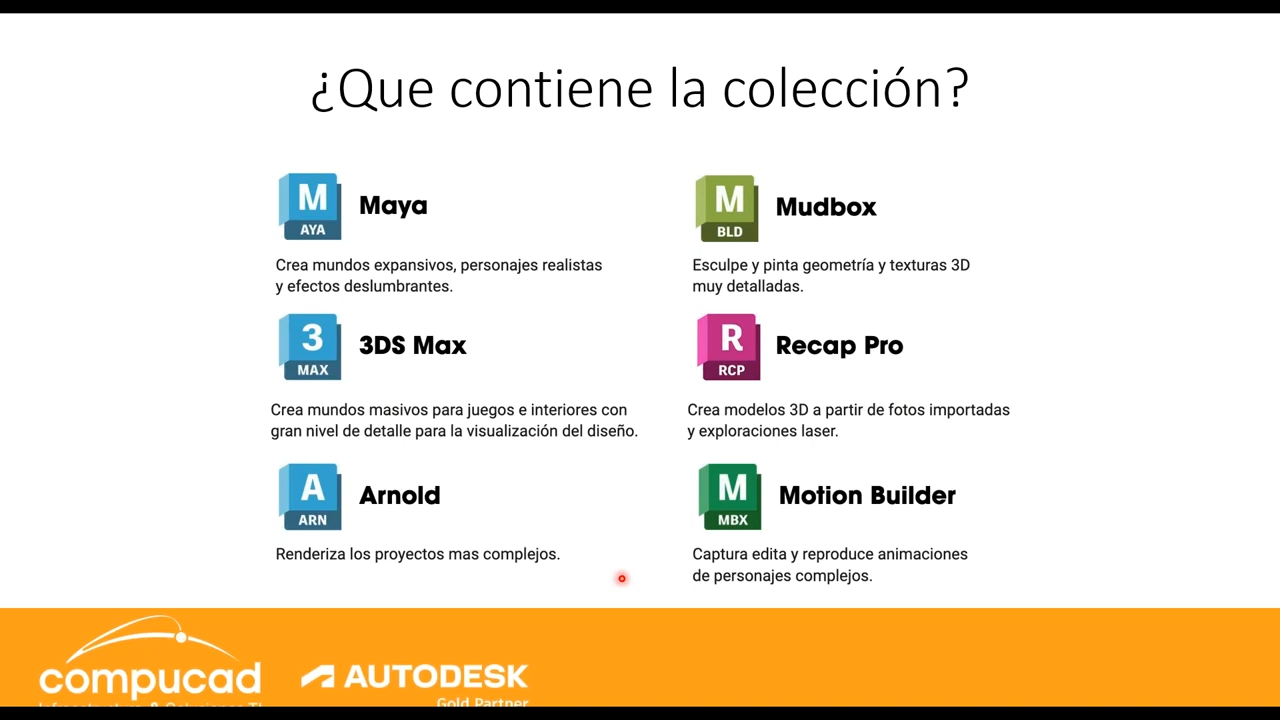 ¿Que contiene la colección?
M
AYA
Maya
Crea mundos expansivos, personajes realistas
y efectos deslumbrantes.
3
MAX
3DS Max
Crea mundos masivos para juegos e interiores con
gran nivel de detalle para la visualización del diseño.
A
ARN
Arnold
Renderiza los proyectos mas complejos.
M
BLD
Mudbox
Esculpe y pinta geometría y texturas 3D
muy detalladas.
R
RCP
Recap Pro
Crea modelos 3D a partir de fotos importadas
y exploraciones laser.
M
MBX
Motion Builder
Captura edita y reproduce animaciones
de personajes complejos.
compucad
AUTODESK
Gold Partner